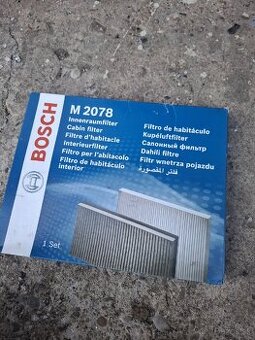 BOSCH
M 2078
Innenraumfilter
Cabin filter
Filtre d'habitacle
Interieurfilter
Filtro per l'abitacolo
Filtro de habitáculo
interior
Filtro de habitáculo
Kupéluftfilter
Салонный фильтр
Dahili filtre
Filtr wnętrza pojazdu
فلتر المقصورة
1 Set